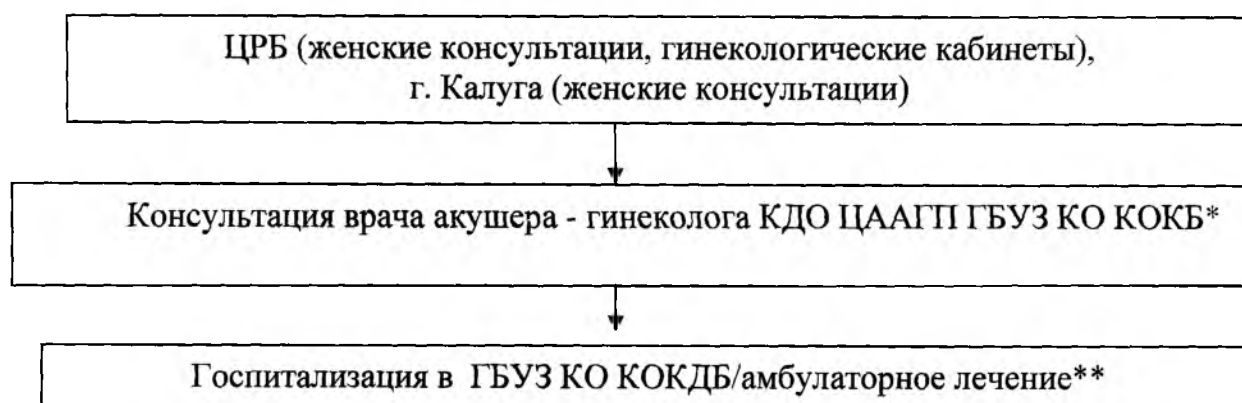 ЦРБ (женские консультации, гинекологические кабинеты),
г. Калуга (женские консультации)
Консультация врача акушера - гинеколога КДО ЦААГП ГБУЗ КО КОКБ*
Госпитализация в ГБУЗ КО КОКДБ/амбулаторное лечение**